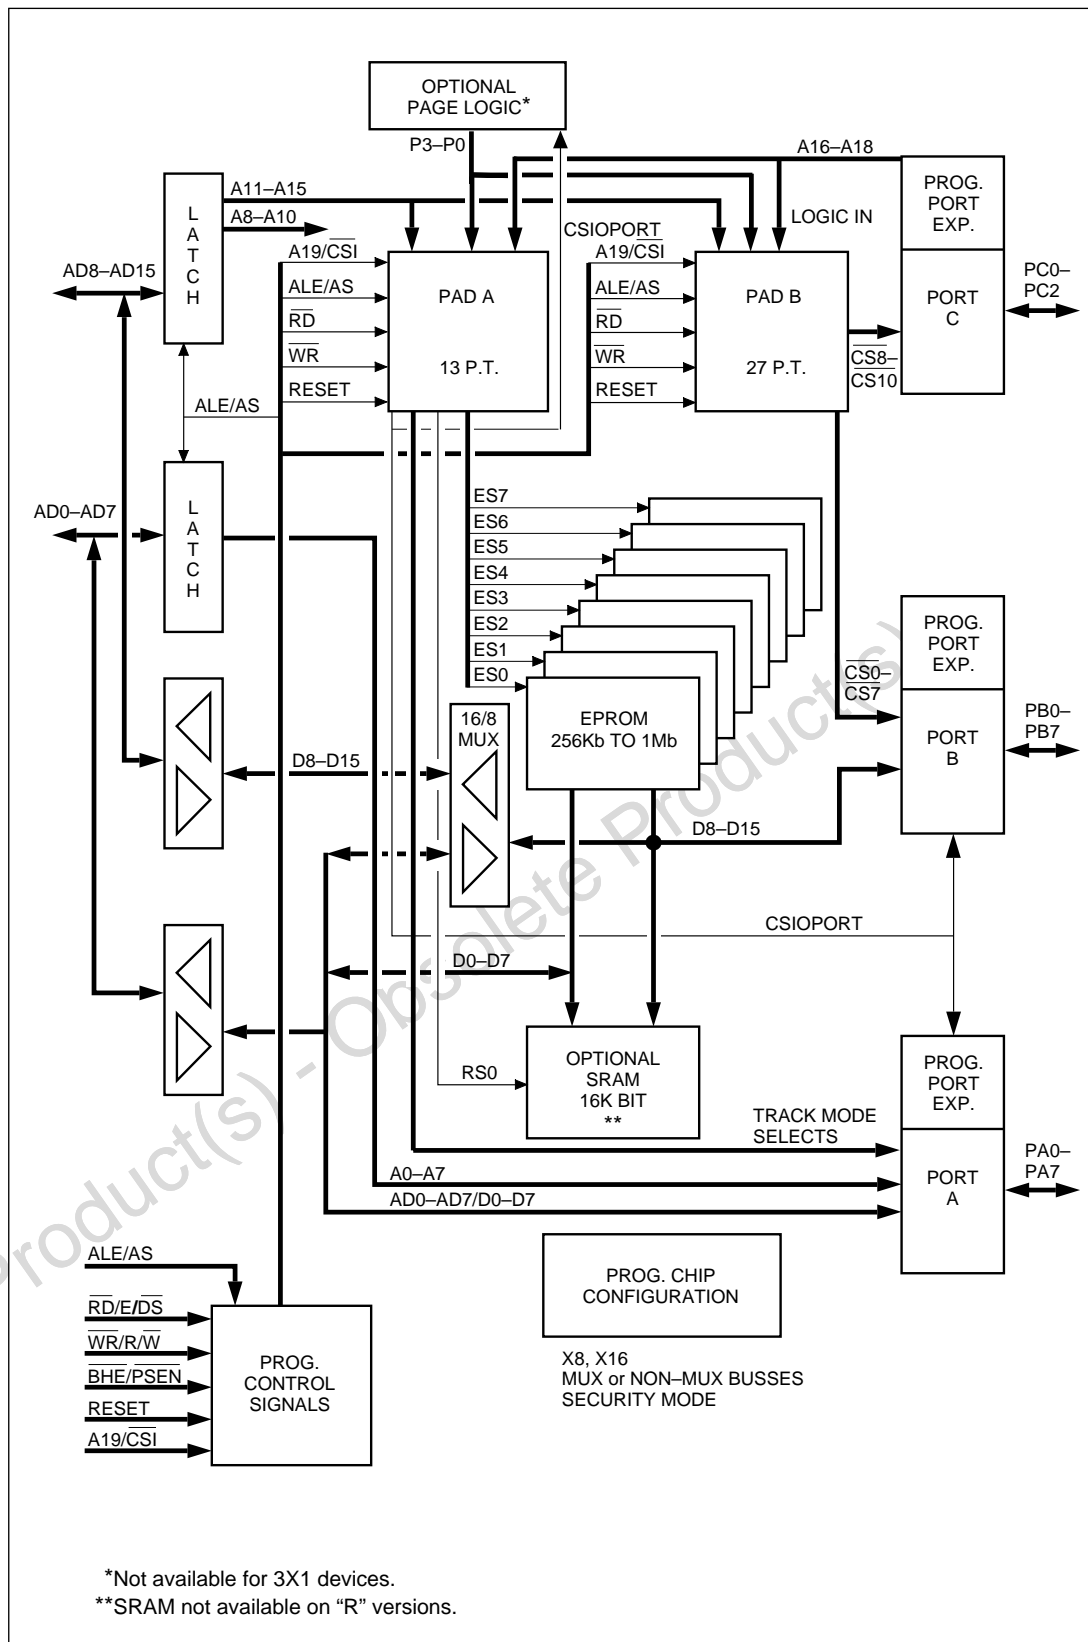 OPTIONAL
PAGE LOGIC*
P3–P0
A16–A18
PROG.
PORT
EXP.
LATCH
A11–A15
A8–A10
LOGIC IN
CSIOPORT
AD8–AD15
A19/CSI
ALE/AS
RD
WR
RESET
PAD A
13 P.T.
A19/CSI
ALE/AS
RD
WR
RESET
PAD B
27 P.T.
PORT
C
PC0–
PC2
CS8–
CS10
ALE/AS
LATCH
AD0–AD7
ES7
ES6
ES5
ES4
ES3
ES2
ES1
ES0
EPROM
256Kb TO 1Mb
CS0–
CS7
PROG.
PORT
EXP.
PORT
B
PB0–
PB7
16/8
MUX
D8–D15
D8–D15
CSIOPORT
D0–D7
RS0
OPTIONAL
SRAM
16K BIT
**
TRACK MODE
SELECTS
PROG.
PORT
EXP.
PORT
A
PA0–
PA7
A0–A7
AD0–AD7/D0–D7
ALE/AS
RD/E/DS
WR/R/W
BHE/PSEN
RESET
A19/CSI
PROG.
CONTROL
SIGNALS
PROG. CHIP
CONFIGURATION
X8, X16
MUX or NON–MUX BUSSES
SECURITY MODE
*Not available for 3X1 devices.
**SRAM not available on “R” versions.
Product(s) - Obsolete Product(s)